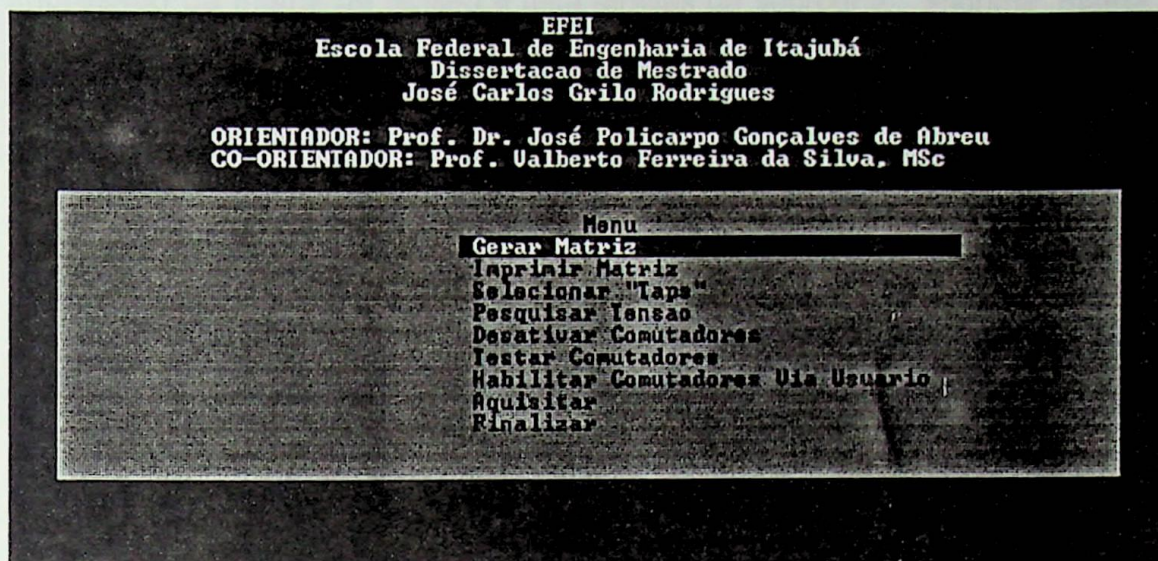 EFEI
Escola Federal de Engenharia de Itajubá
Dissertacao de Mestrado
José Carlos Grilo Rodrigues
ORIENTADOR: Prof. Dr. José Policarpo Gonçalves de Abreu
CO-ORIENTADOR: Prof. Valberto Ferreira da Silva, MSc
Menu
Gerar Matriz
Imprimir Matriz
Selecionar "Taps"
Pesquisar Tensao
Desativar Comutadores
Testar Comutadores
Habilitar Comutadores Via Usuario
Aquisitar
Finalizar